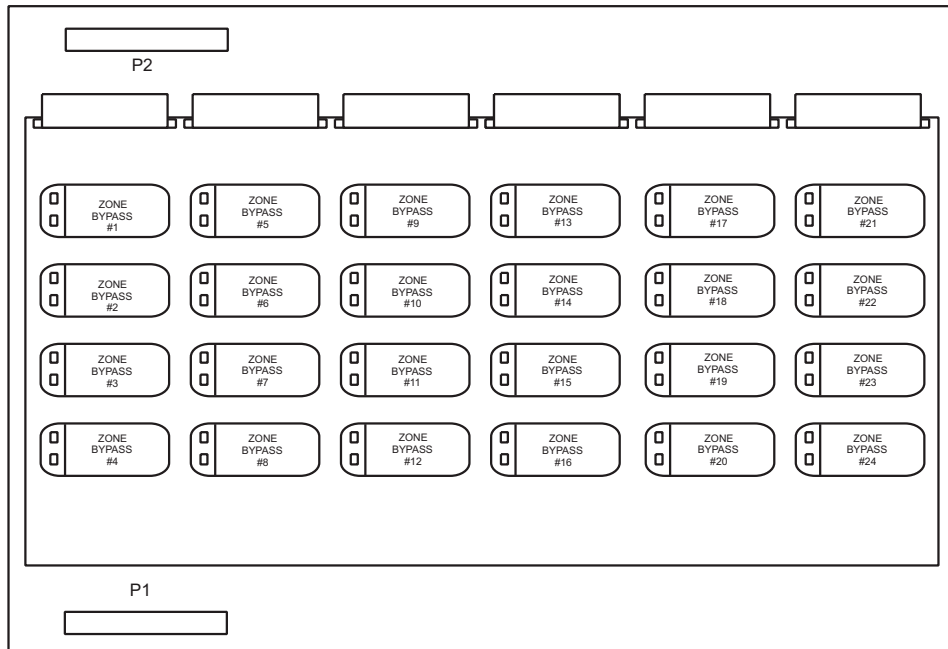 P2
ZONE
BYPASS
#1
ZONE
BYPASS
#5
ZONE
BYPASS
#9
ZONE
BYPASS
#13
ZONE
BYPASS
#17
ZONE
BYPASS
#21
ZONE
BYPASS
#2
ZONE
BYPASS
#6
ZONE
BYPASS
#10
ZONE
BYPASS
#14
ZONE
BYPASS
#18
ZONE
BYPASS
#22
ZONE
BYPASS
#3
ZONE
BYPASS
#7
ZONE
BYPASS
#11
ZONE
BYPASS
#15
ZONE
BYPASS
#19
ZONE
BYPASS
#23
ZONE
BYPASS
#4
ZONE
BYPASS
#8
ZONE
BYPASS
#12
ZONE
BYPASS
#16
ZONE
BYPASS
#20
ZONE
BYPASS
#24
P1